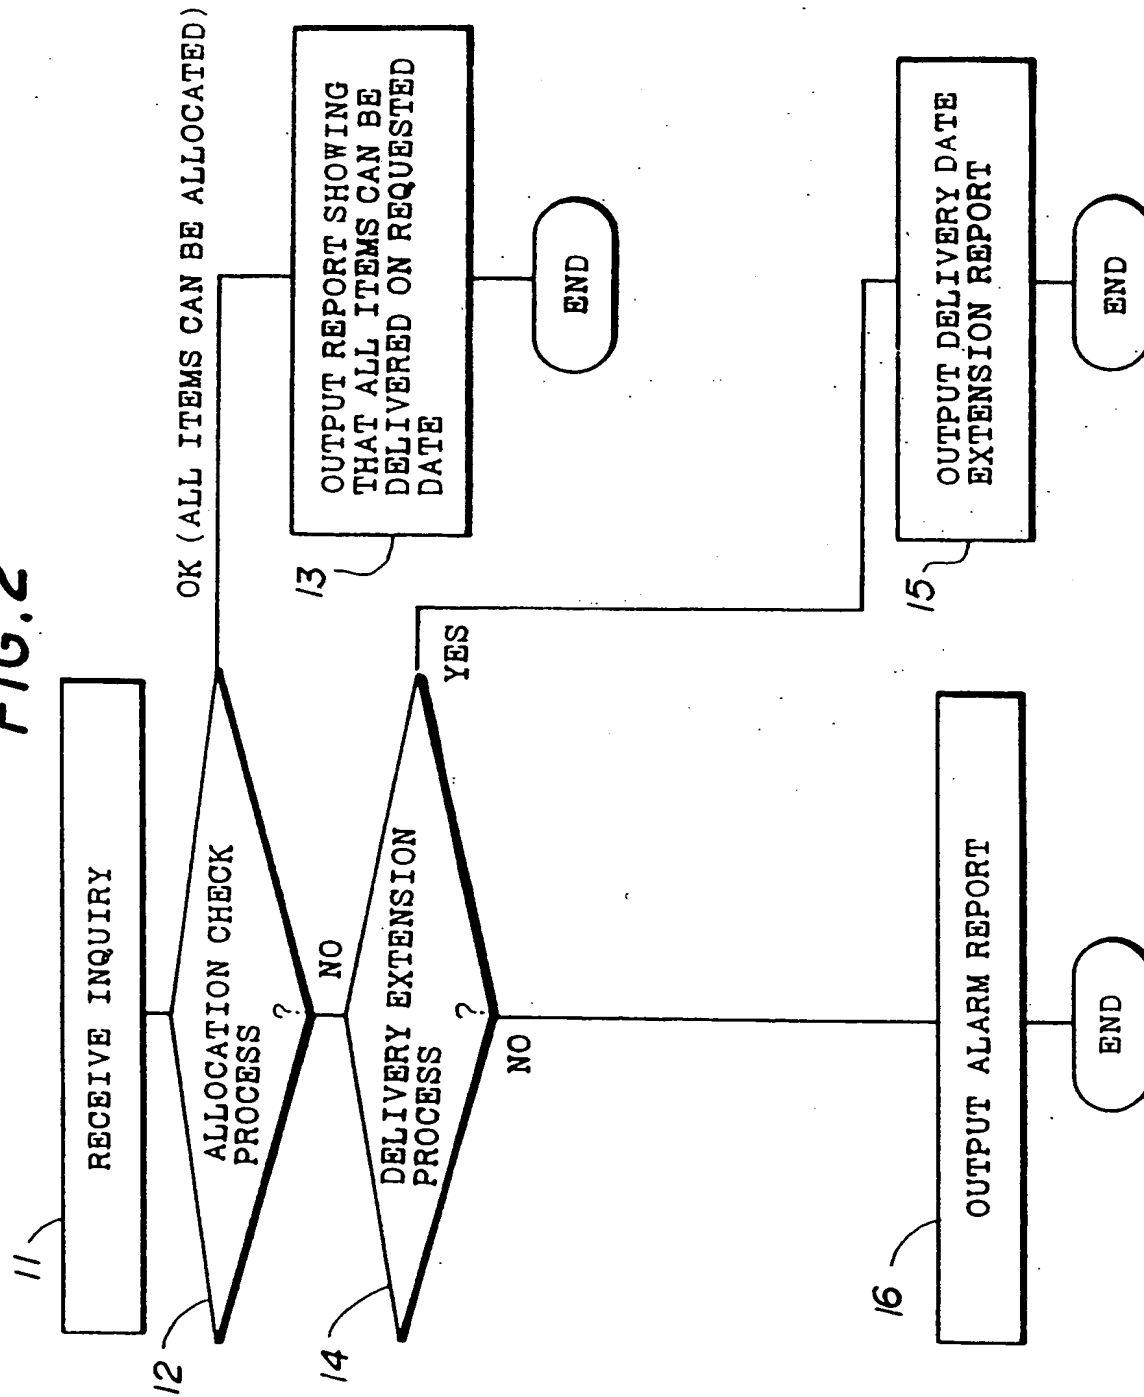 FIG.2
11
RECEIVE INQUIRY
12
ALLOCATION CHECK
PROCESS
?
OK (ALL ITEMS CAN BE ALLOCATED)
NO
13
OUTPUT REPORT SHOWING
THAT ALL ITEMS CAN BE
DELIVERED ON REQUESTED
DATE
END
14
DELIVERY EXTENSION
PROCESS
?
YES
NO
15
OUTPUT DELIVERY DATE
EXTENSION REPORT
END
16
OUTPUT ALARM REPORT
END